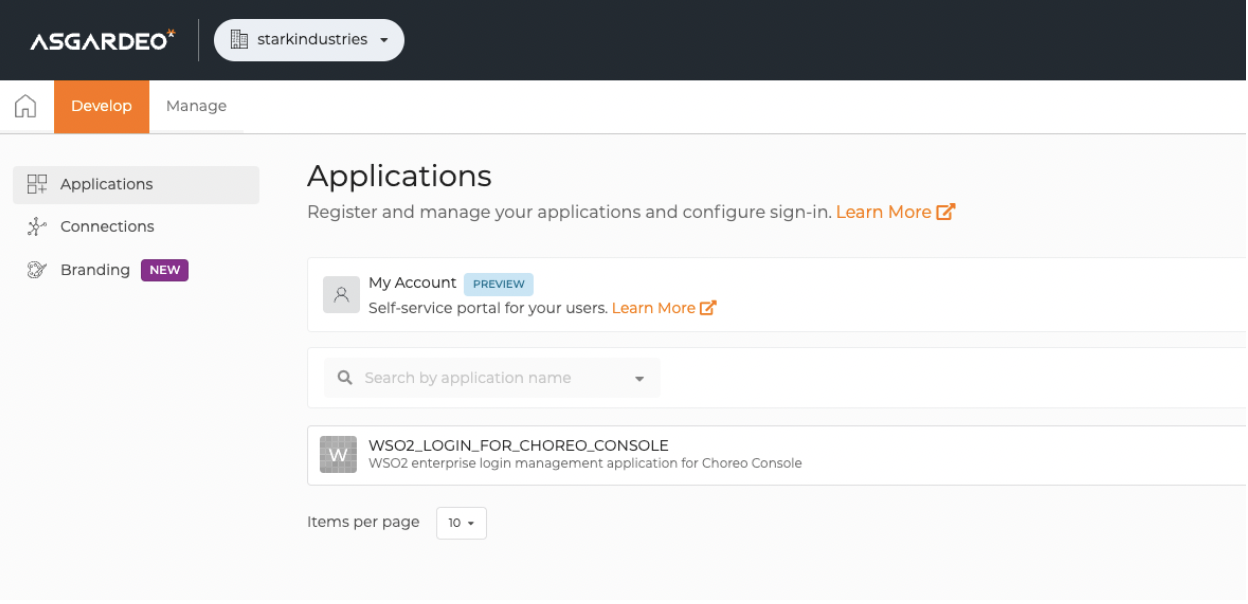 ASGARDEO
starkindustries
Develop
Manage
Applications
Connections
Branding NEW
Applications
Register and manage your applications and configure sign-in. Learn More
My Account PREVIEW
Self-service portal for your users. Learn More
Search by application name
W
WSO2_LOGIN_FOR_CHOREO_CONSOLE
WSO2 enterprise login management application for Choreo Console
Items per page 10